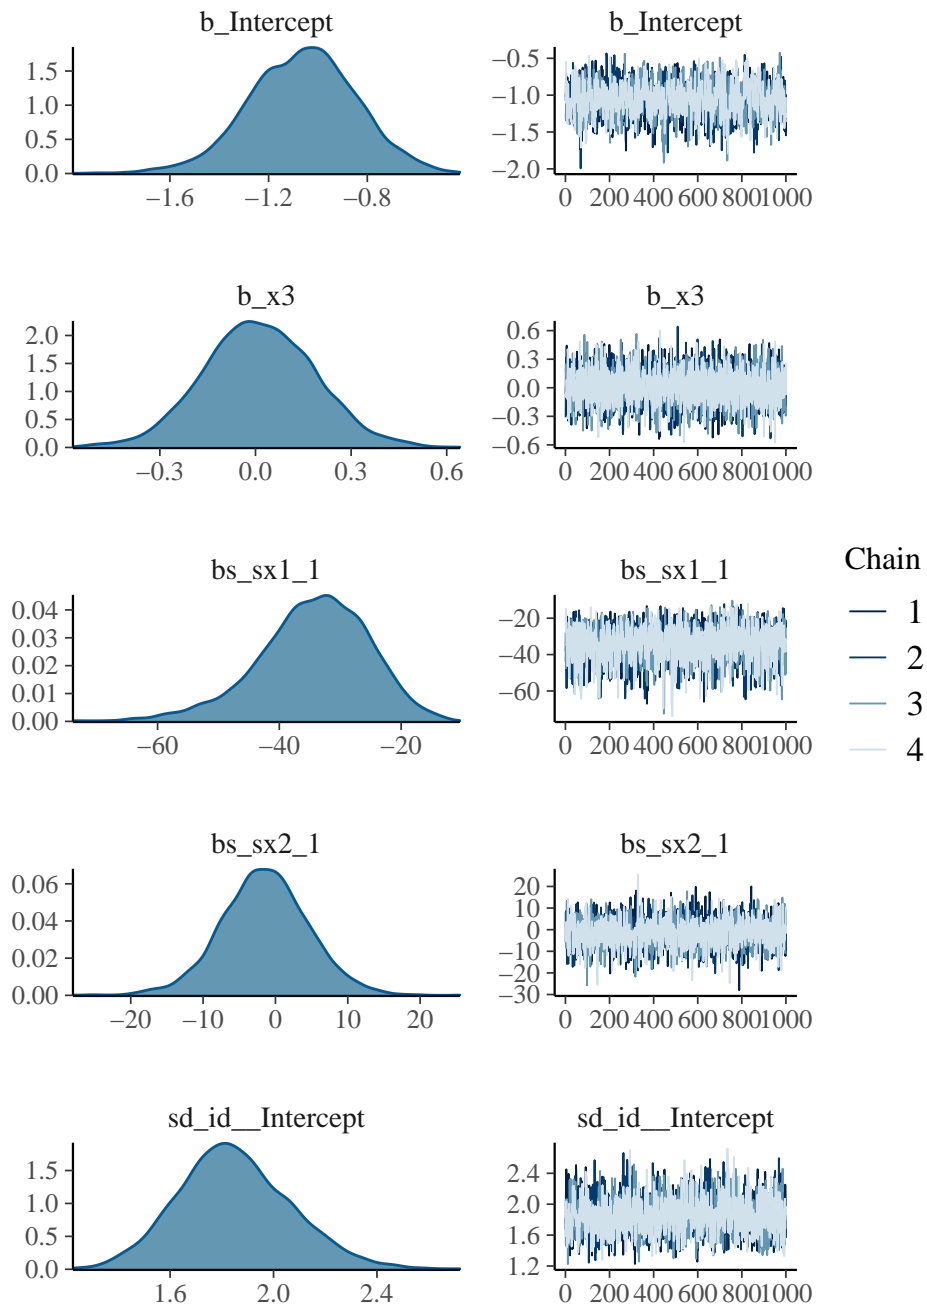 b_Intercept
1.5
1.0
0.5
0.0
−1.6 −1.2 −0.8
b_Intercept
−0.5
−1.0
−1.5
−2.0
0 200 400 600 800 1000
b_x3
2.0
1.5
1.0
0.5
0.0
−0.3 0.0 0.3 0.6
b_x3
0.6
0.3
0.0
−0.3
−0.6
0 200 400 600 800 1000
bs_sx1_1
0.04
0.03
0.02
0.01
0.00
−60 −40 −20
bs_sx1_1
−20
−40
−60
0 200 400 600 800 1000
bs_sx2_1
0.06
0.04
0.02
0.00
−20 −10 0 10 20
bs_sx2_1
20
10
0
−10
−20
−30
0 200 400 600 800 1000
sd_id__Intercept
1.5
1.0
0.5
0.0
1.6 2.0 2.4
sd_id__Intercept
2.4
2.0
1.6
1.2
0 200 400 600 800 1000
Chain
1
2
3
4